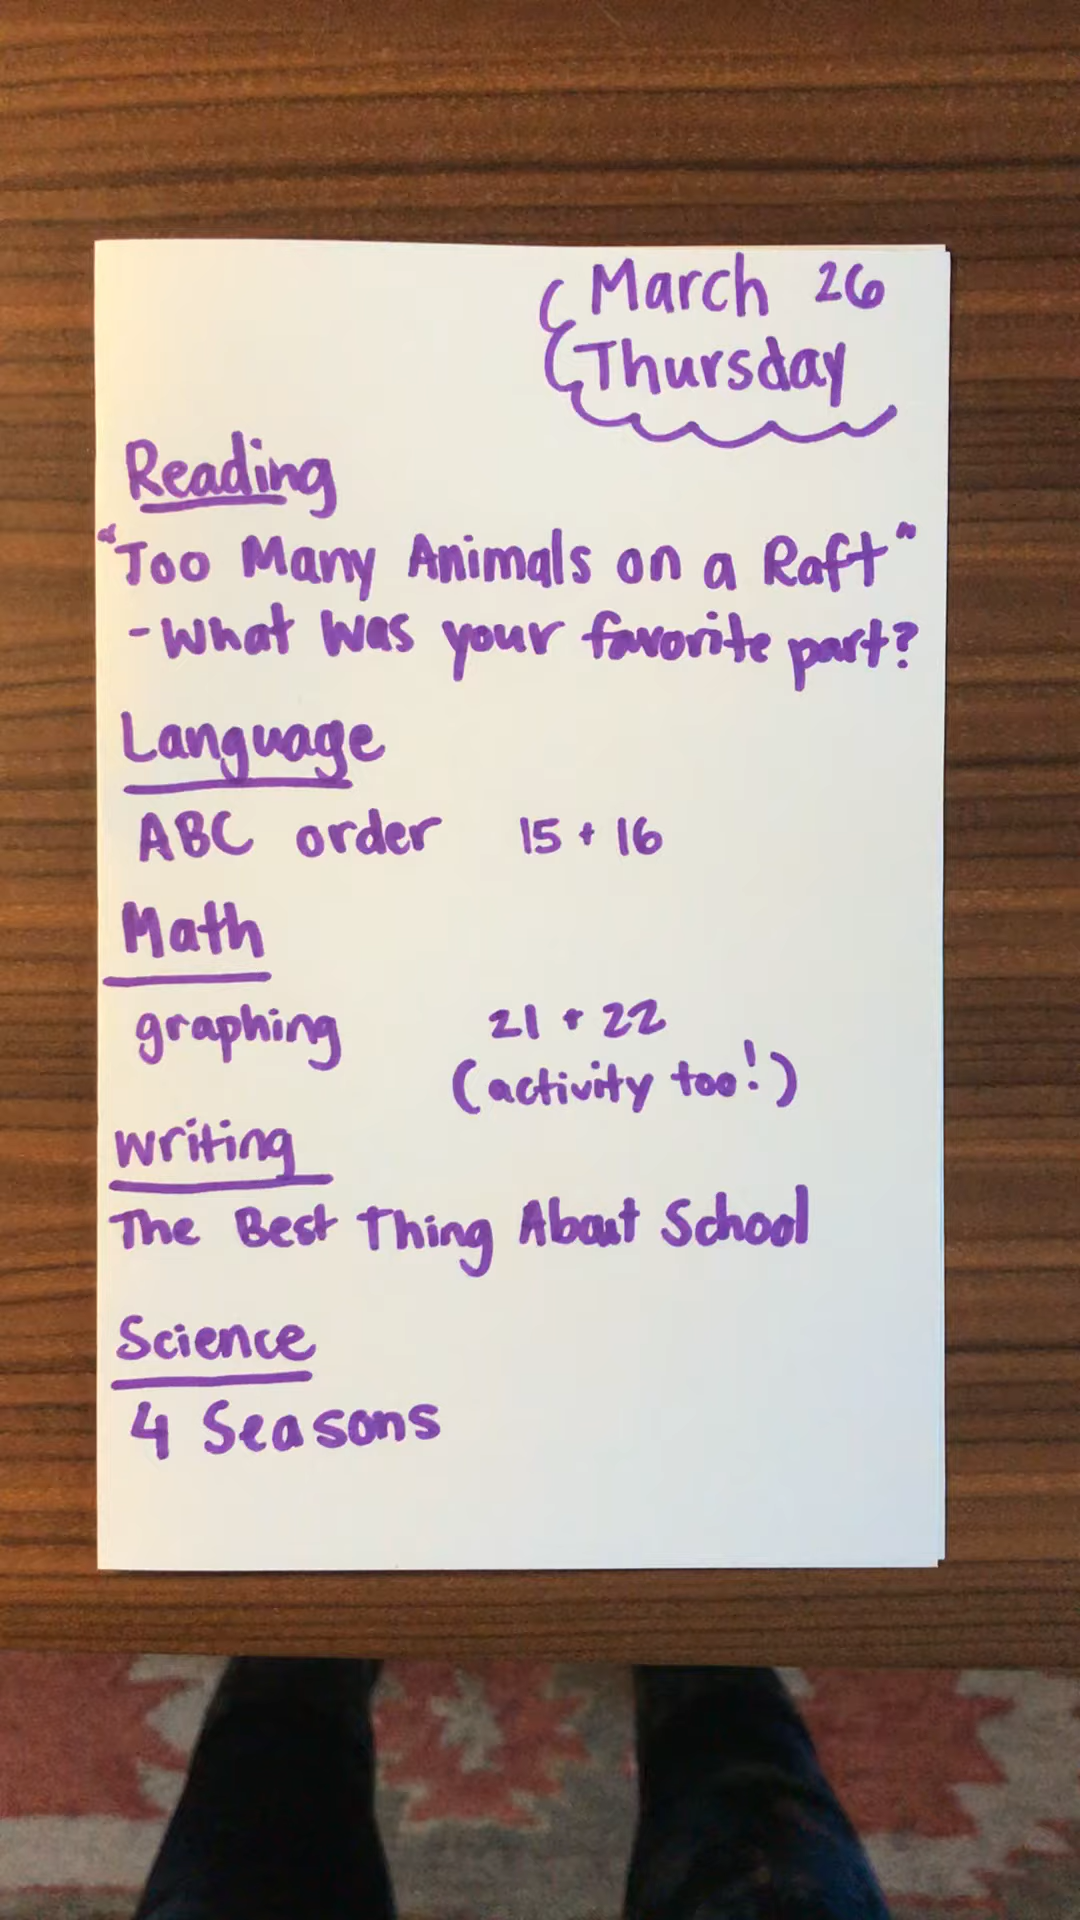 March 26
Thursday
Reading
"Too Many Animals on a Raft"
- What was your favorite part?
Language
ABC order 15 + 16
Math
graphing 21 + 22
(activity too!)
Writing
The Best Thing About School
Science
4 Seasons